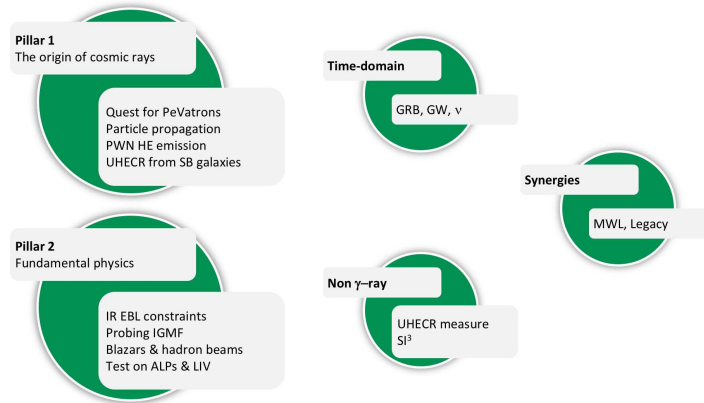 Pillar 1
The origin of cosmic rays
Quest for PeVatrons
Particle propagation
PWN HE emission
UHECR from SB galaxies
Pillar 2
Fundamental physics
IR EBL constraints
Probing IGMF
Blazars & hadron beams
Test on ALPs & LIV
Time-domain
GRB, GW, ν
Non γ–ray
UHECR measure
SI³
Synergies
MWL, Legacy